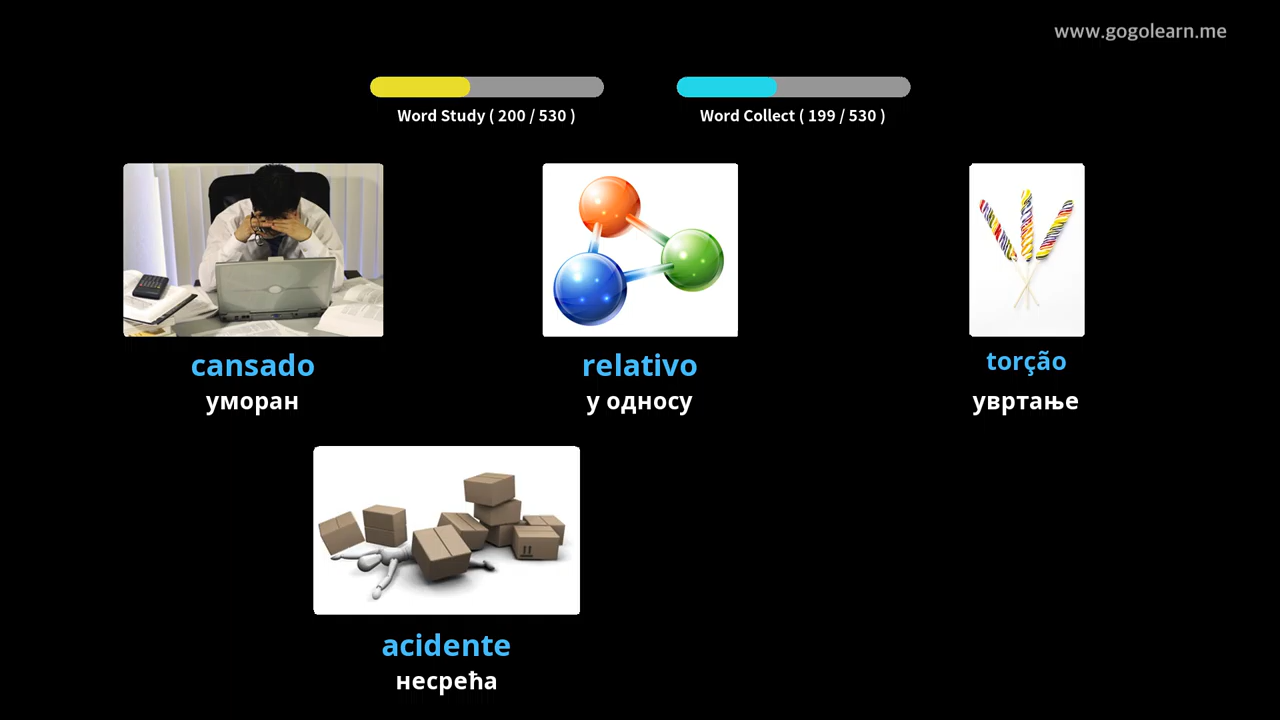 www.gogolearn.me
Word Study ( 200 / 530 )
Word Collect ( 199 / 530 )
cansado
уморан
relativo
у односу
torção
увртање
acidente
несрећа